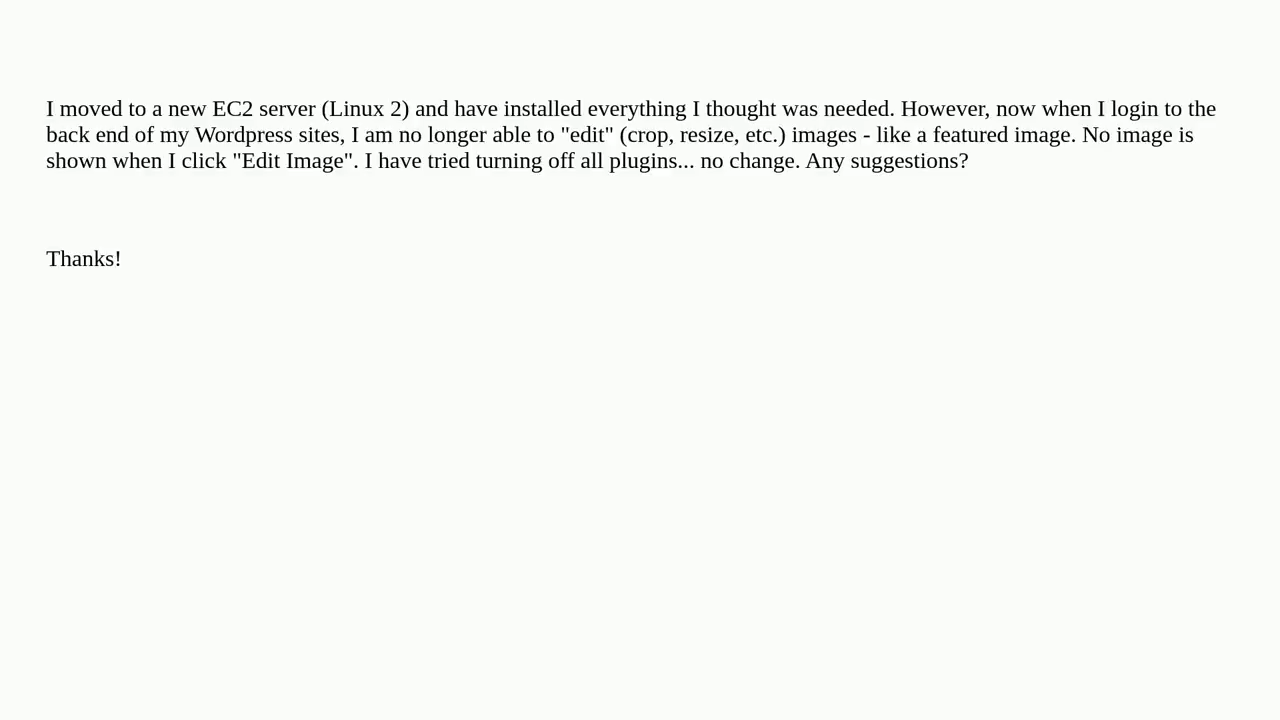 I moved to a new EC2 server (Linux 2) and have installed everything I thought was needed. However, now when I login to the
back end of my Wordpress sites, I am no longer able to "edit" (crop, resize, etc.) images - like a featured image. No image is
shown when I click "Edit Image". I have tried turning off all plugins... no change. Any suggestions?
Thanks!